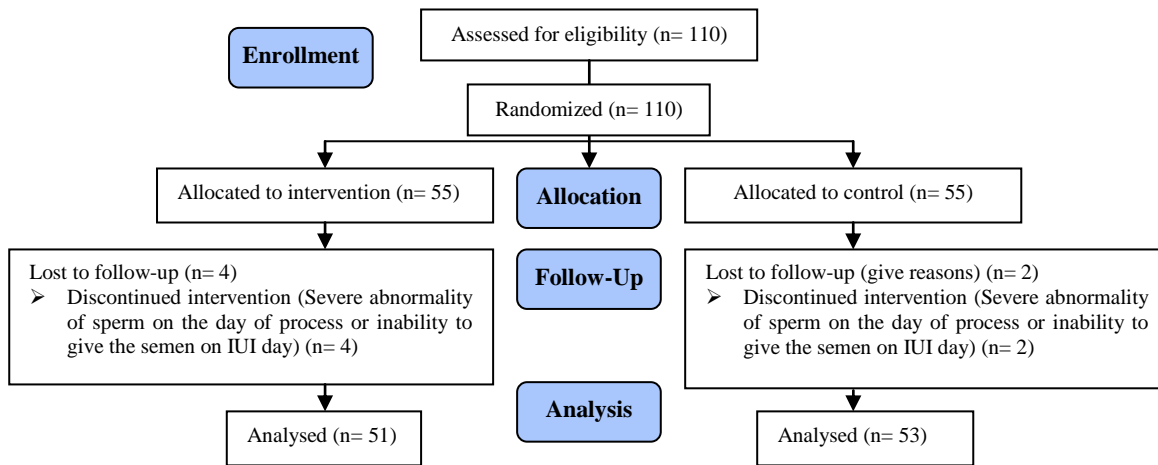 Assessed for eligibility (n= 110)
Enrollment
Randomized (n= 110)
Allocated to intervention (n= 55)
Allocation
Allocated to control (n= 55)
Lost to follow-up (n= 4)
➢ Discontinued intervention (Severe abnormality
of sperm on the day of process or inability to
give the semen on IUI day) (n= 4)
Follow-Up
Lost to follow-up (give reasons) (n= 2)
➢ Discontinued intervention (Severe abnormality
of sperm on the day of process or inability to
give the semen on IUI day) (n= 2)
Analysis
Analysed (n= 51)
Analysed (n= 53)